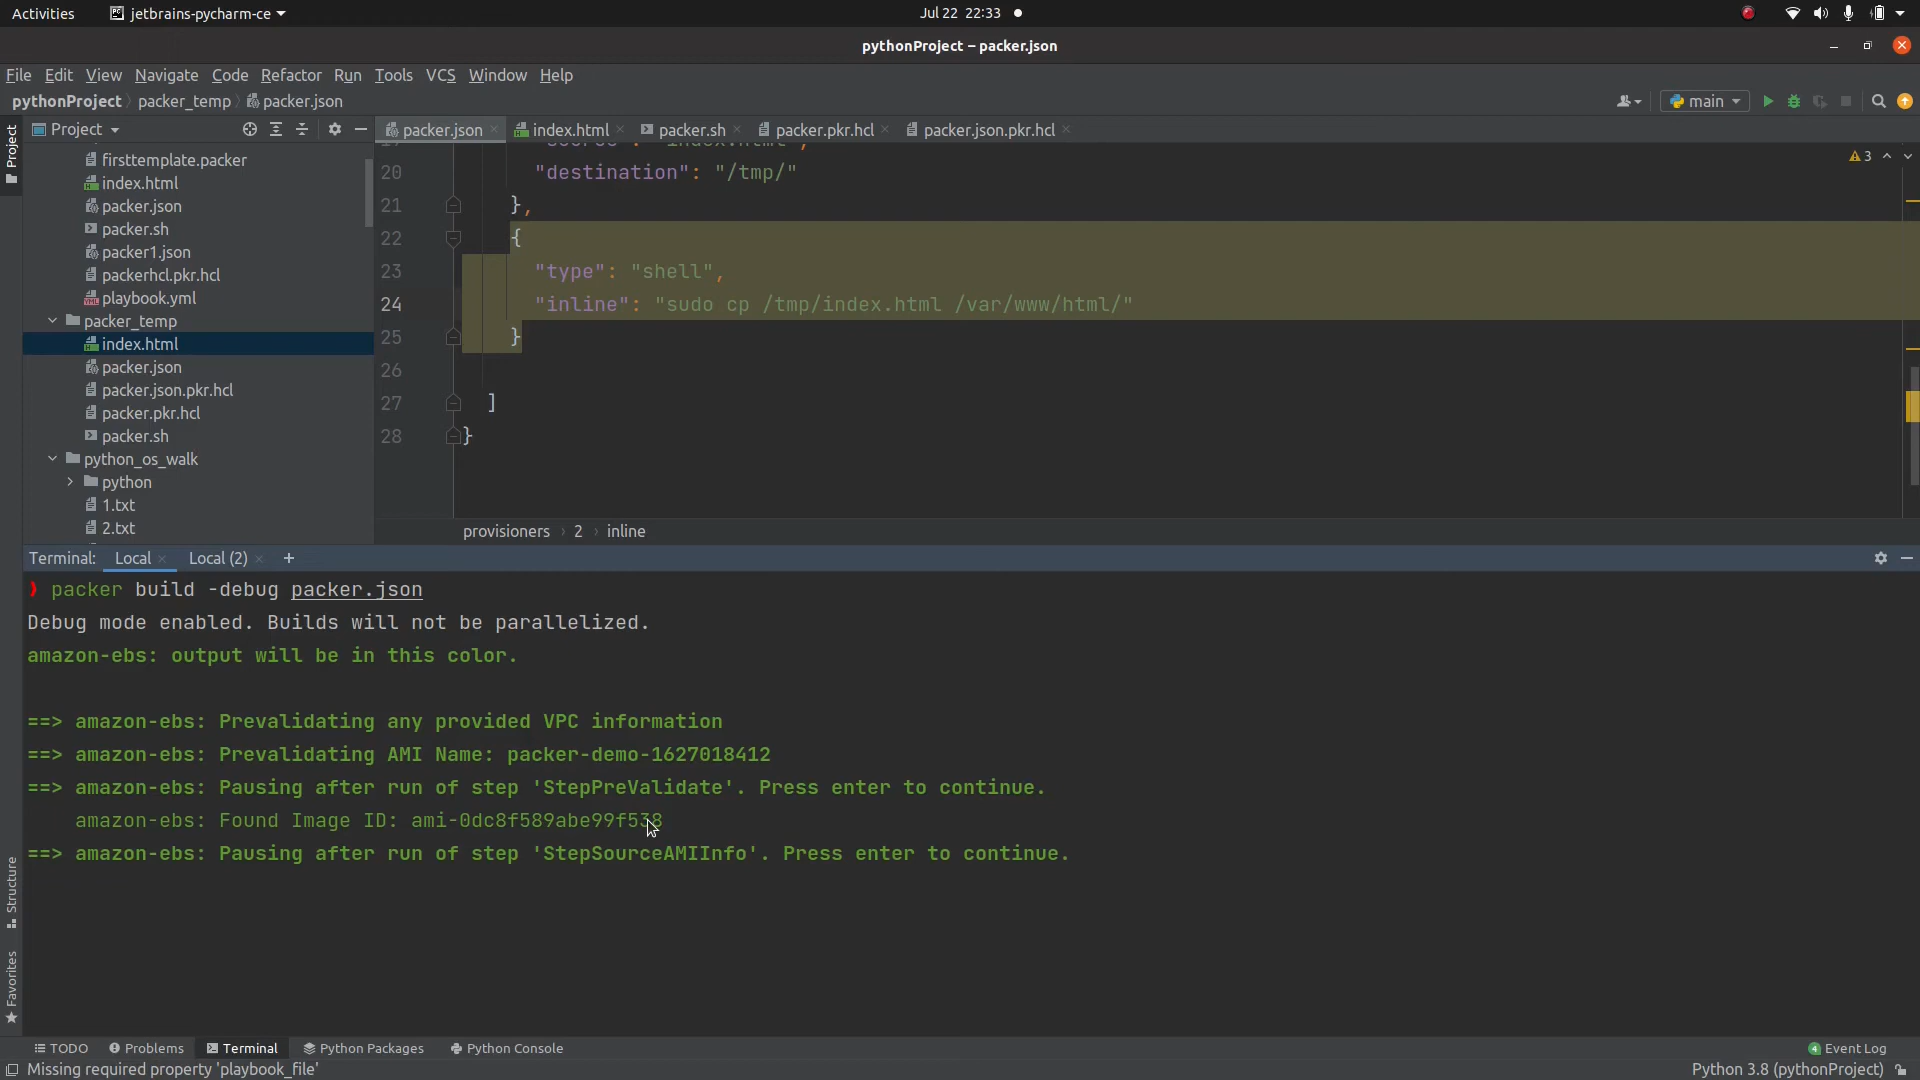 Activities
jetbrains-pycharm-ce
Jul 22 22:33
pythonProject – packer.json
File Edit View Navigate Code Refactor Run Tools VCS Window Help
pythonProject packer_temp packer.json
main
Project
packer.json
index.html
packer.sh
packer.pkr.hcl
packer.json.pkr.hcl
Project
firsttemplate.packer
index.html
packer.json
packer.sh
packer1.json
packerhcl.pkr.hcl
playbook.yml
packer_temp
index.html
packer.json
packer.json.pkr.hcl
packer.pkr.hcl
packer.sh
python_os_walk
python
1.txt
2.txt
3
20 "destination": "/tmp/"
21 },
22 {
23 "type": "shell",
24 "inline": "sudo cp /tmp/index.html /var/www/html/"
25 }
26
27 ]
28 }
provisioners 2 inline
Terminal: Local Local (2) +
❯ packer build -debug packer.json
Debug mode enabled. Builds will not be parallelized.
amazon-ebs: output will be in this color.
==> amazon-ebs: Prevalidating any provided VPC information
==> amazon-ebs: Prevalidating AMI Name: packer-demo-1627018412
==> amazon-ebs: Pausing after run of step 'StepPreValidate'. Press enter to continue.
amazon-ebs: Found Image ID: ami-0dc8f589abe99f538
==> amazon-ebs: Pausing after run of step 'StepSourceAMIInfo'. Press enter to continue.
Structure
Favorites
TODO Problems Terminal Python Packages Python Console
4 Event Log
Missing required property 'playbook_file'
Python 3.8 (pythonProject)